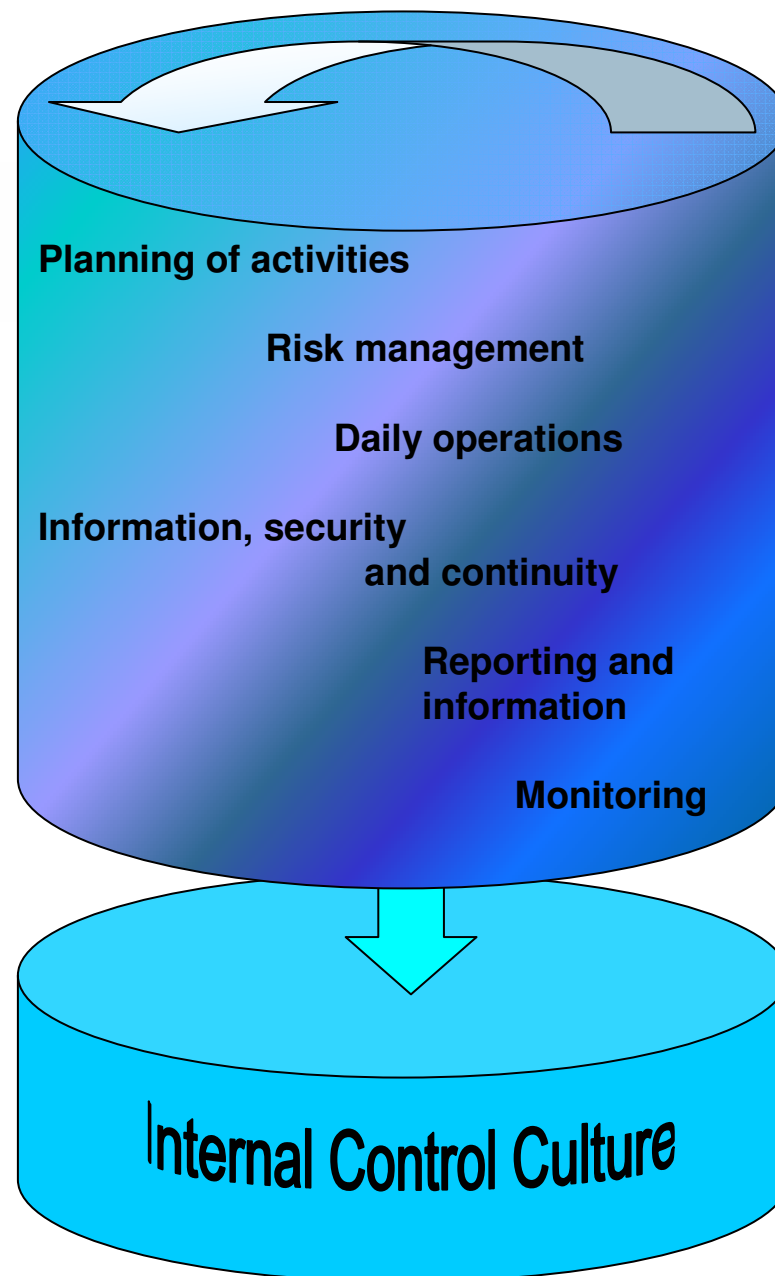 Planning of activities
Risk management
Daily operations
Information, security
and continuity
Reporting and
information
Monitoring
Internal Control Culture